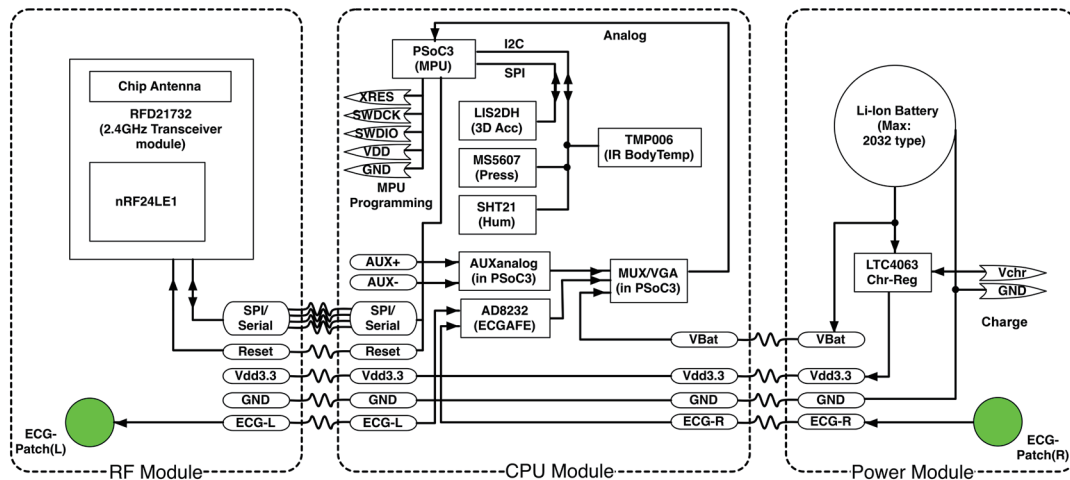 Chip Antenna
RFD21732
(2.4GHz Transceiver
module)
nRF24LE1
SPI/
Serial
Reset
Vdd3.3
GND
ECG-L
ECG-
Patch(L)
RF Module
PSoC3
(MPU)
I2C
SPI
Analog
XRES
SWDCK
SWDIO
VDD
GND
MPU
Programming
LIS2DH
(3D Acc)
MS5607
(Press)
SHT21
(Hum)
TMP006
(IR BodyTemp)
AUX+
AUX-
AUXanalog
(in PSoC3)
MUX/VGA
(in PSoC3)
SPI/
Serial
AD8232
(ECGAFE)
Reset
VBat
Vdd3.3
Vdd3.3
GND
GND
ECG-L
ECG-R
CPU Module
Li-Ion Battery
(Max:
2032 type)
LTC4063
Chr-Reg
Vchr
GND
Charge
VBat
Vdd3.3
GND
ECG-R
ECG-
Patch(R)
Power Module